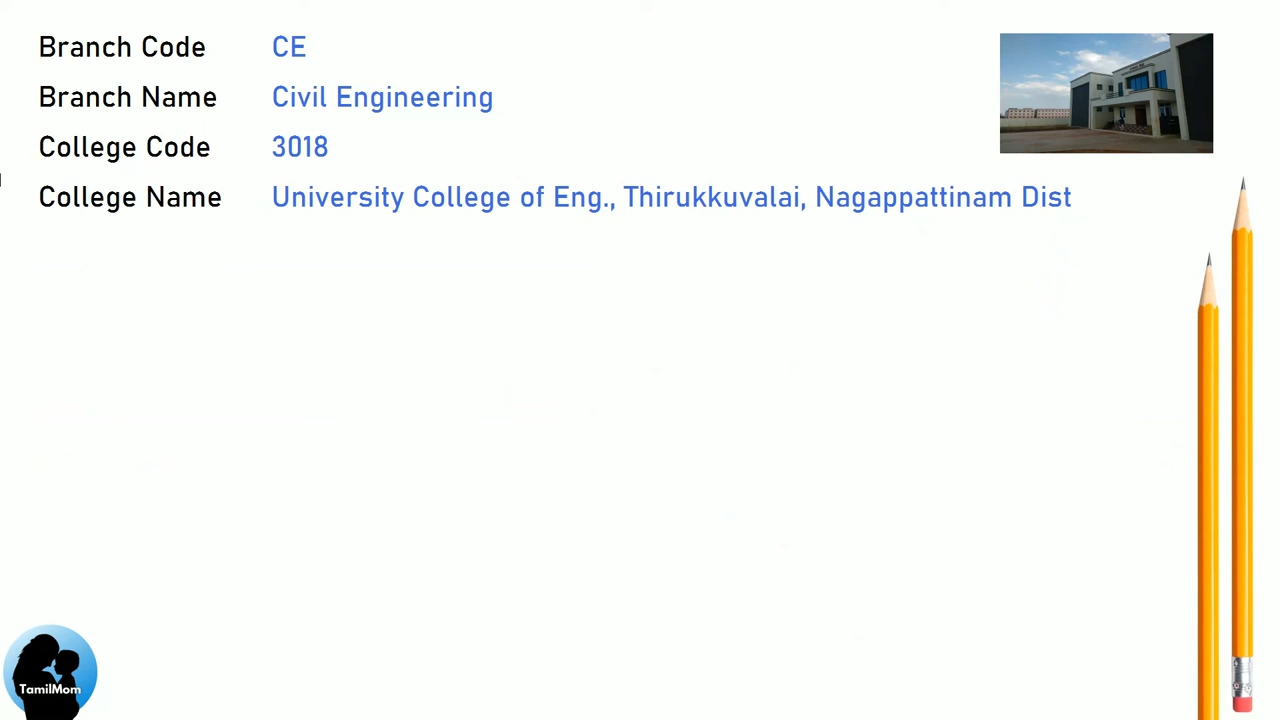 Branch Code CE
Branch Name Civil Engineering
College Code 3018
College Name University College of Eng., Thirukkuvalai, Nagappattinam Dist
TamilMom